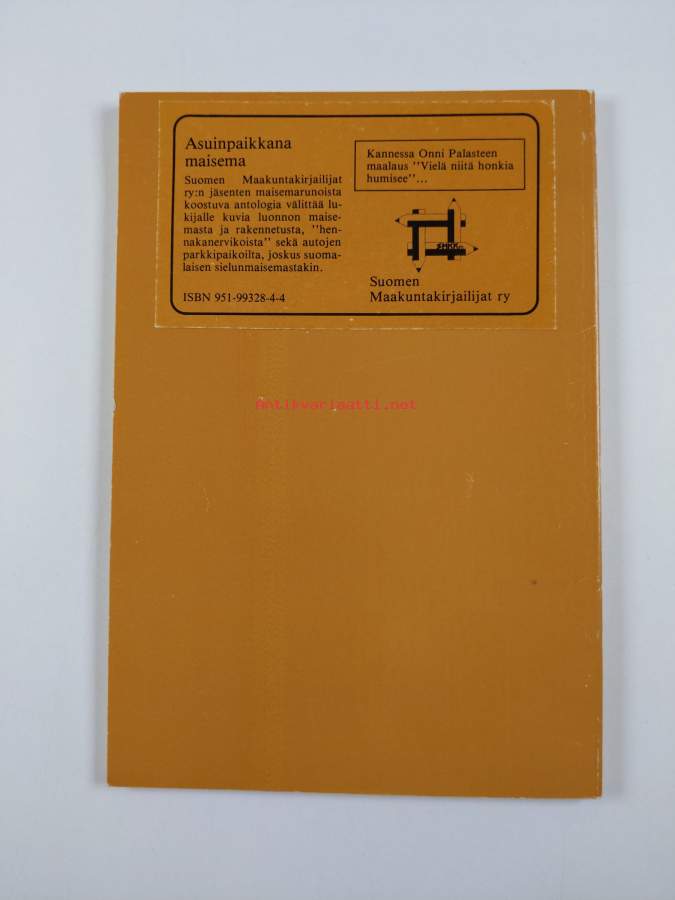 Asuinpaikkana
maisema
Suomen Maakuntakirjailijat
ry:n jäsenten maisemarunoista
koostuva antologia välittää lu-
kijalle kuvia luonnon maise-
masta ja rakennetusta, "hen-
nakanervikoista" sekä autojen
parkkipaikoilta, joskus suoma-
laisen sielunmaisemastakin.
ISBN 951-99328-4-4
Kannessa Onni Palasteen
maalaus "Vielä niitä honkia
humisee"...
Suomen
Maakuntakirjailijat ry
Antikvariaatti.net